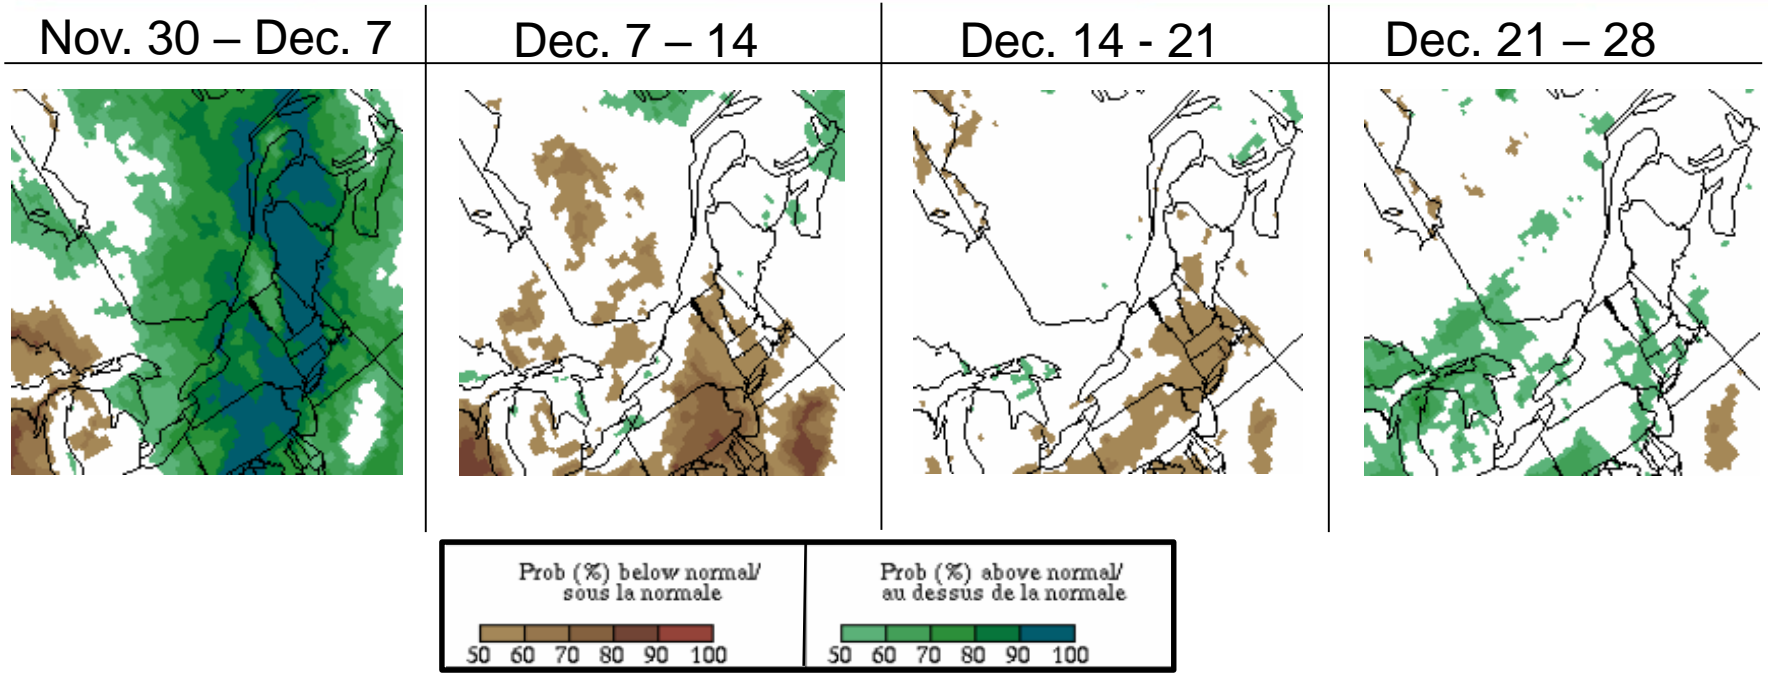 Nov. 30 – Dec. 7
Dec. 7 – 14
Dec. 14 - 21
Dec. 21 – 28
Prob (%) below normal/
sous la normale
50 60 70 80 90 100
Prob (%) above normal/
au dessus de la normale
50 60 70 80 90 100